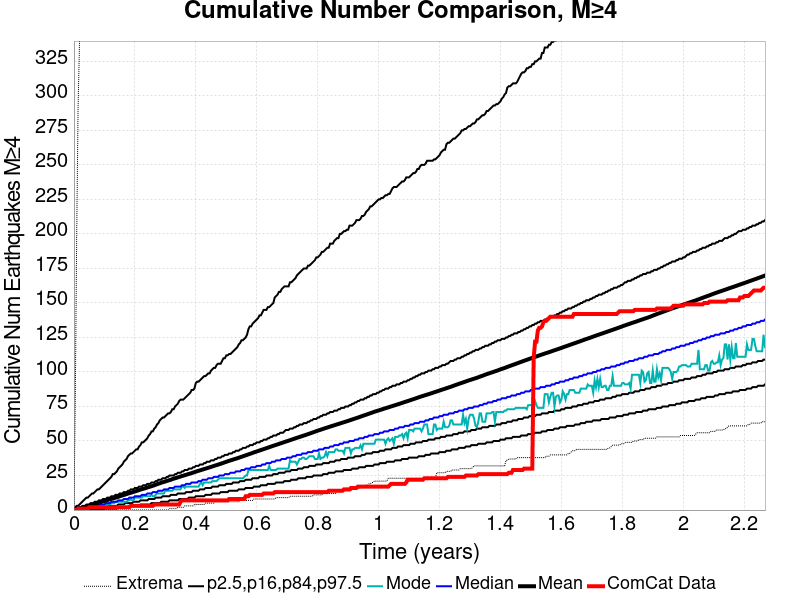 Cumulative Number Comparison, M≥4
Cumulative Num Earthquakes M≥4
325
300
275
250
225
200
175
150
125
100
75
50
25
0
0 0.2 0.4 0.6 0.8 1 1.2 1.4 1.6 1.8 2 2.2
Time (years)
Extrema p2.5,p16,p84,p97.5 Mode Median Mean ComCat Data